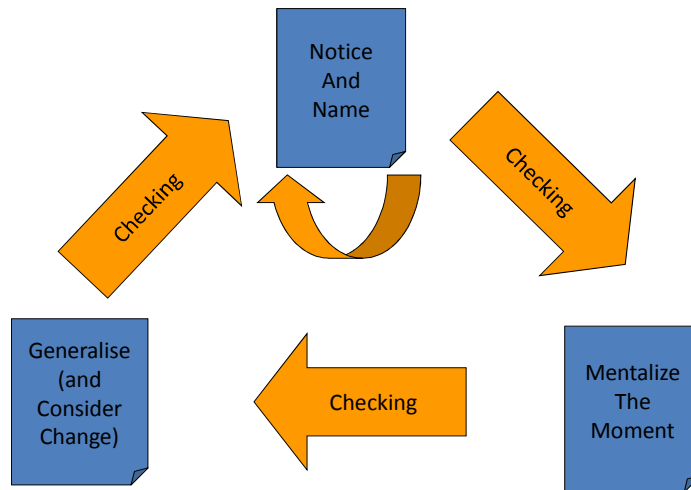 Notice
And
Name
Checking
Checking
Generalise
(and
Consider
Change)
Checking
Mentalize
The
Moment